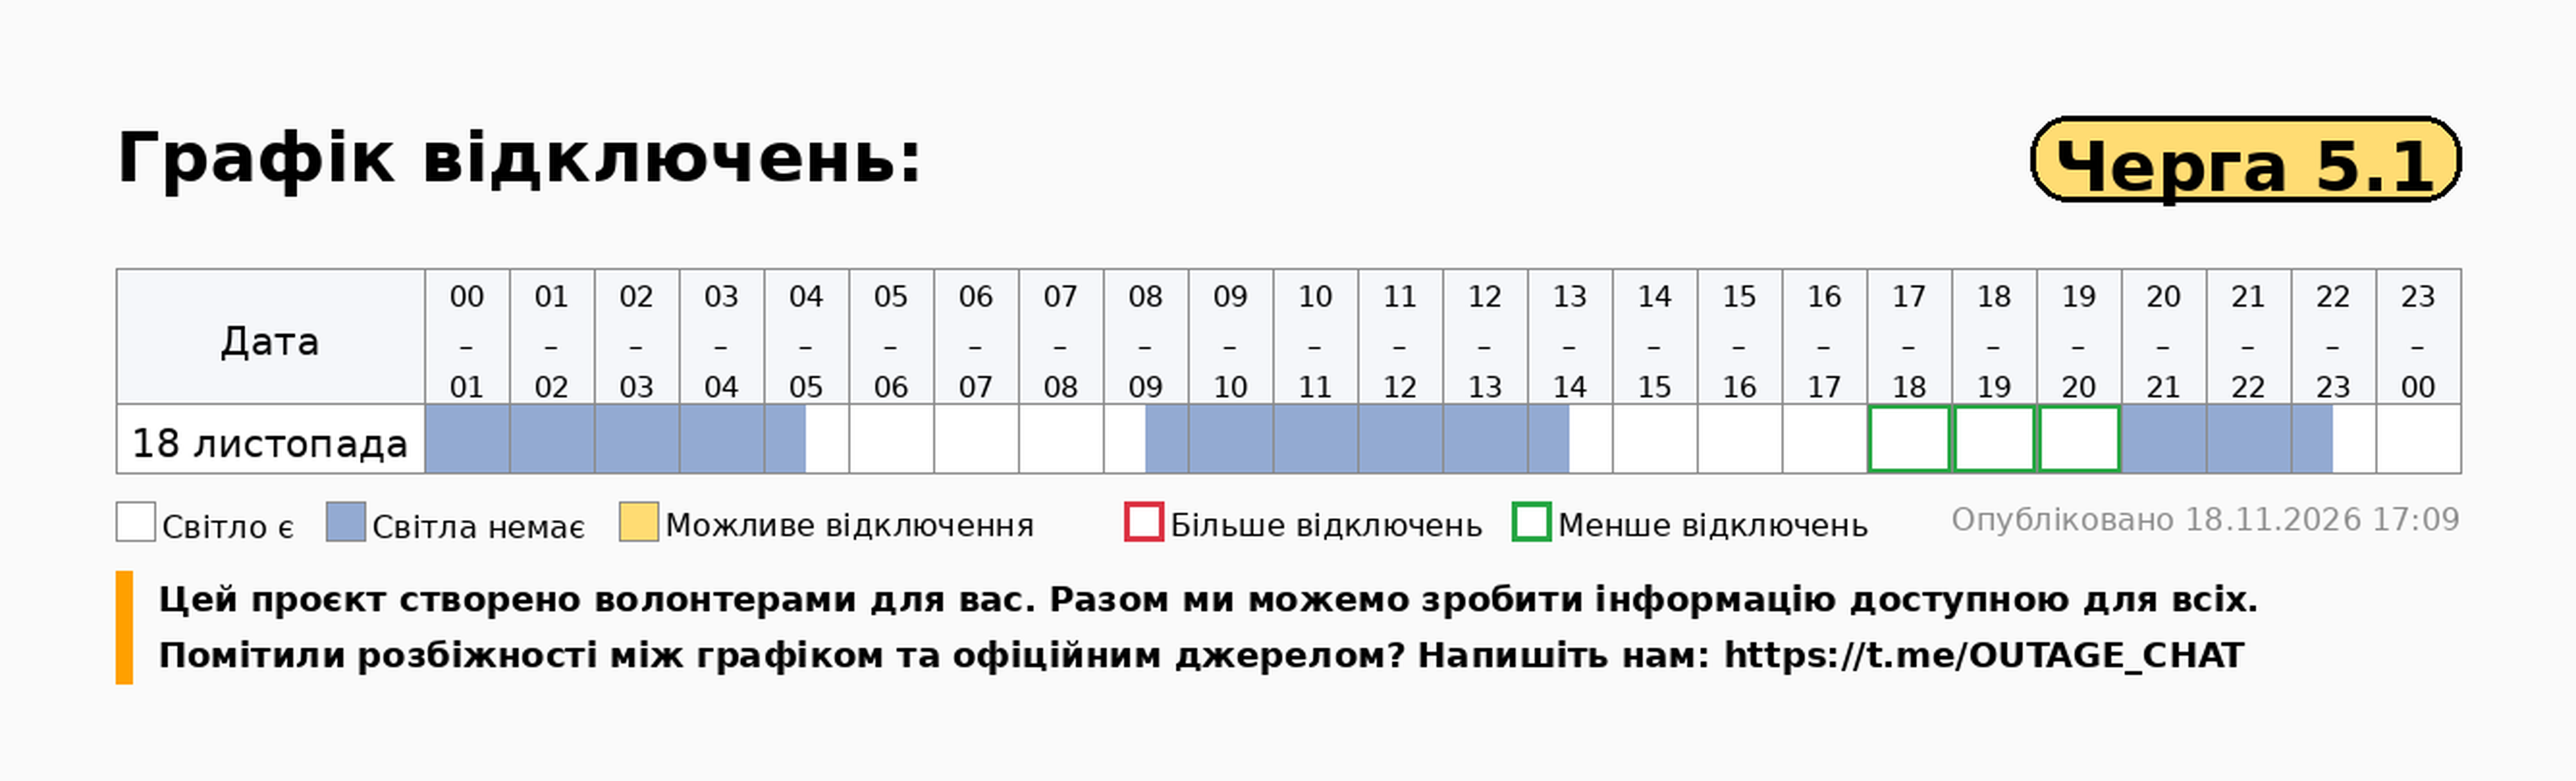 Графік відключень:
Черга 5.1
Дата
00 – 01
01 – 02
02 – 03
03 – 04
04 – 05
05 – 06
06 – 07
07 – 08
08 – 09
09 – 10
10 – 11
11 – 12
12 – 13
13 – 14
14 – 15
15 – 16
16 – 17
17 – 18
18 – 19
19 – 20
20 – 21
21 – 22
22 – 23
23 – 00
18 листопада
Світло є
Світла немає
Можливе відключення
Більше відключень
Менше відключень
Опубліковано 18.11.2026 17:09
Цей проєкт створено волонтерами для вас. Разом ми можемо зробити інформацію доступною для всіх.
Помітили розбіжності між графіком та офіційним джерелом? Напишіть нам: https://t.me/OUTAGE_CHAT